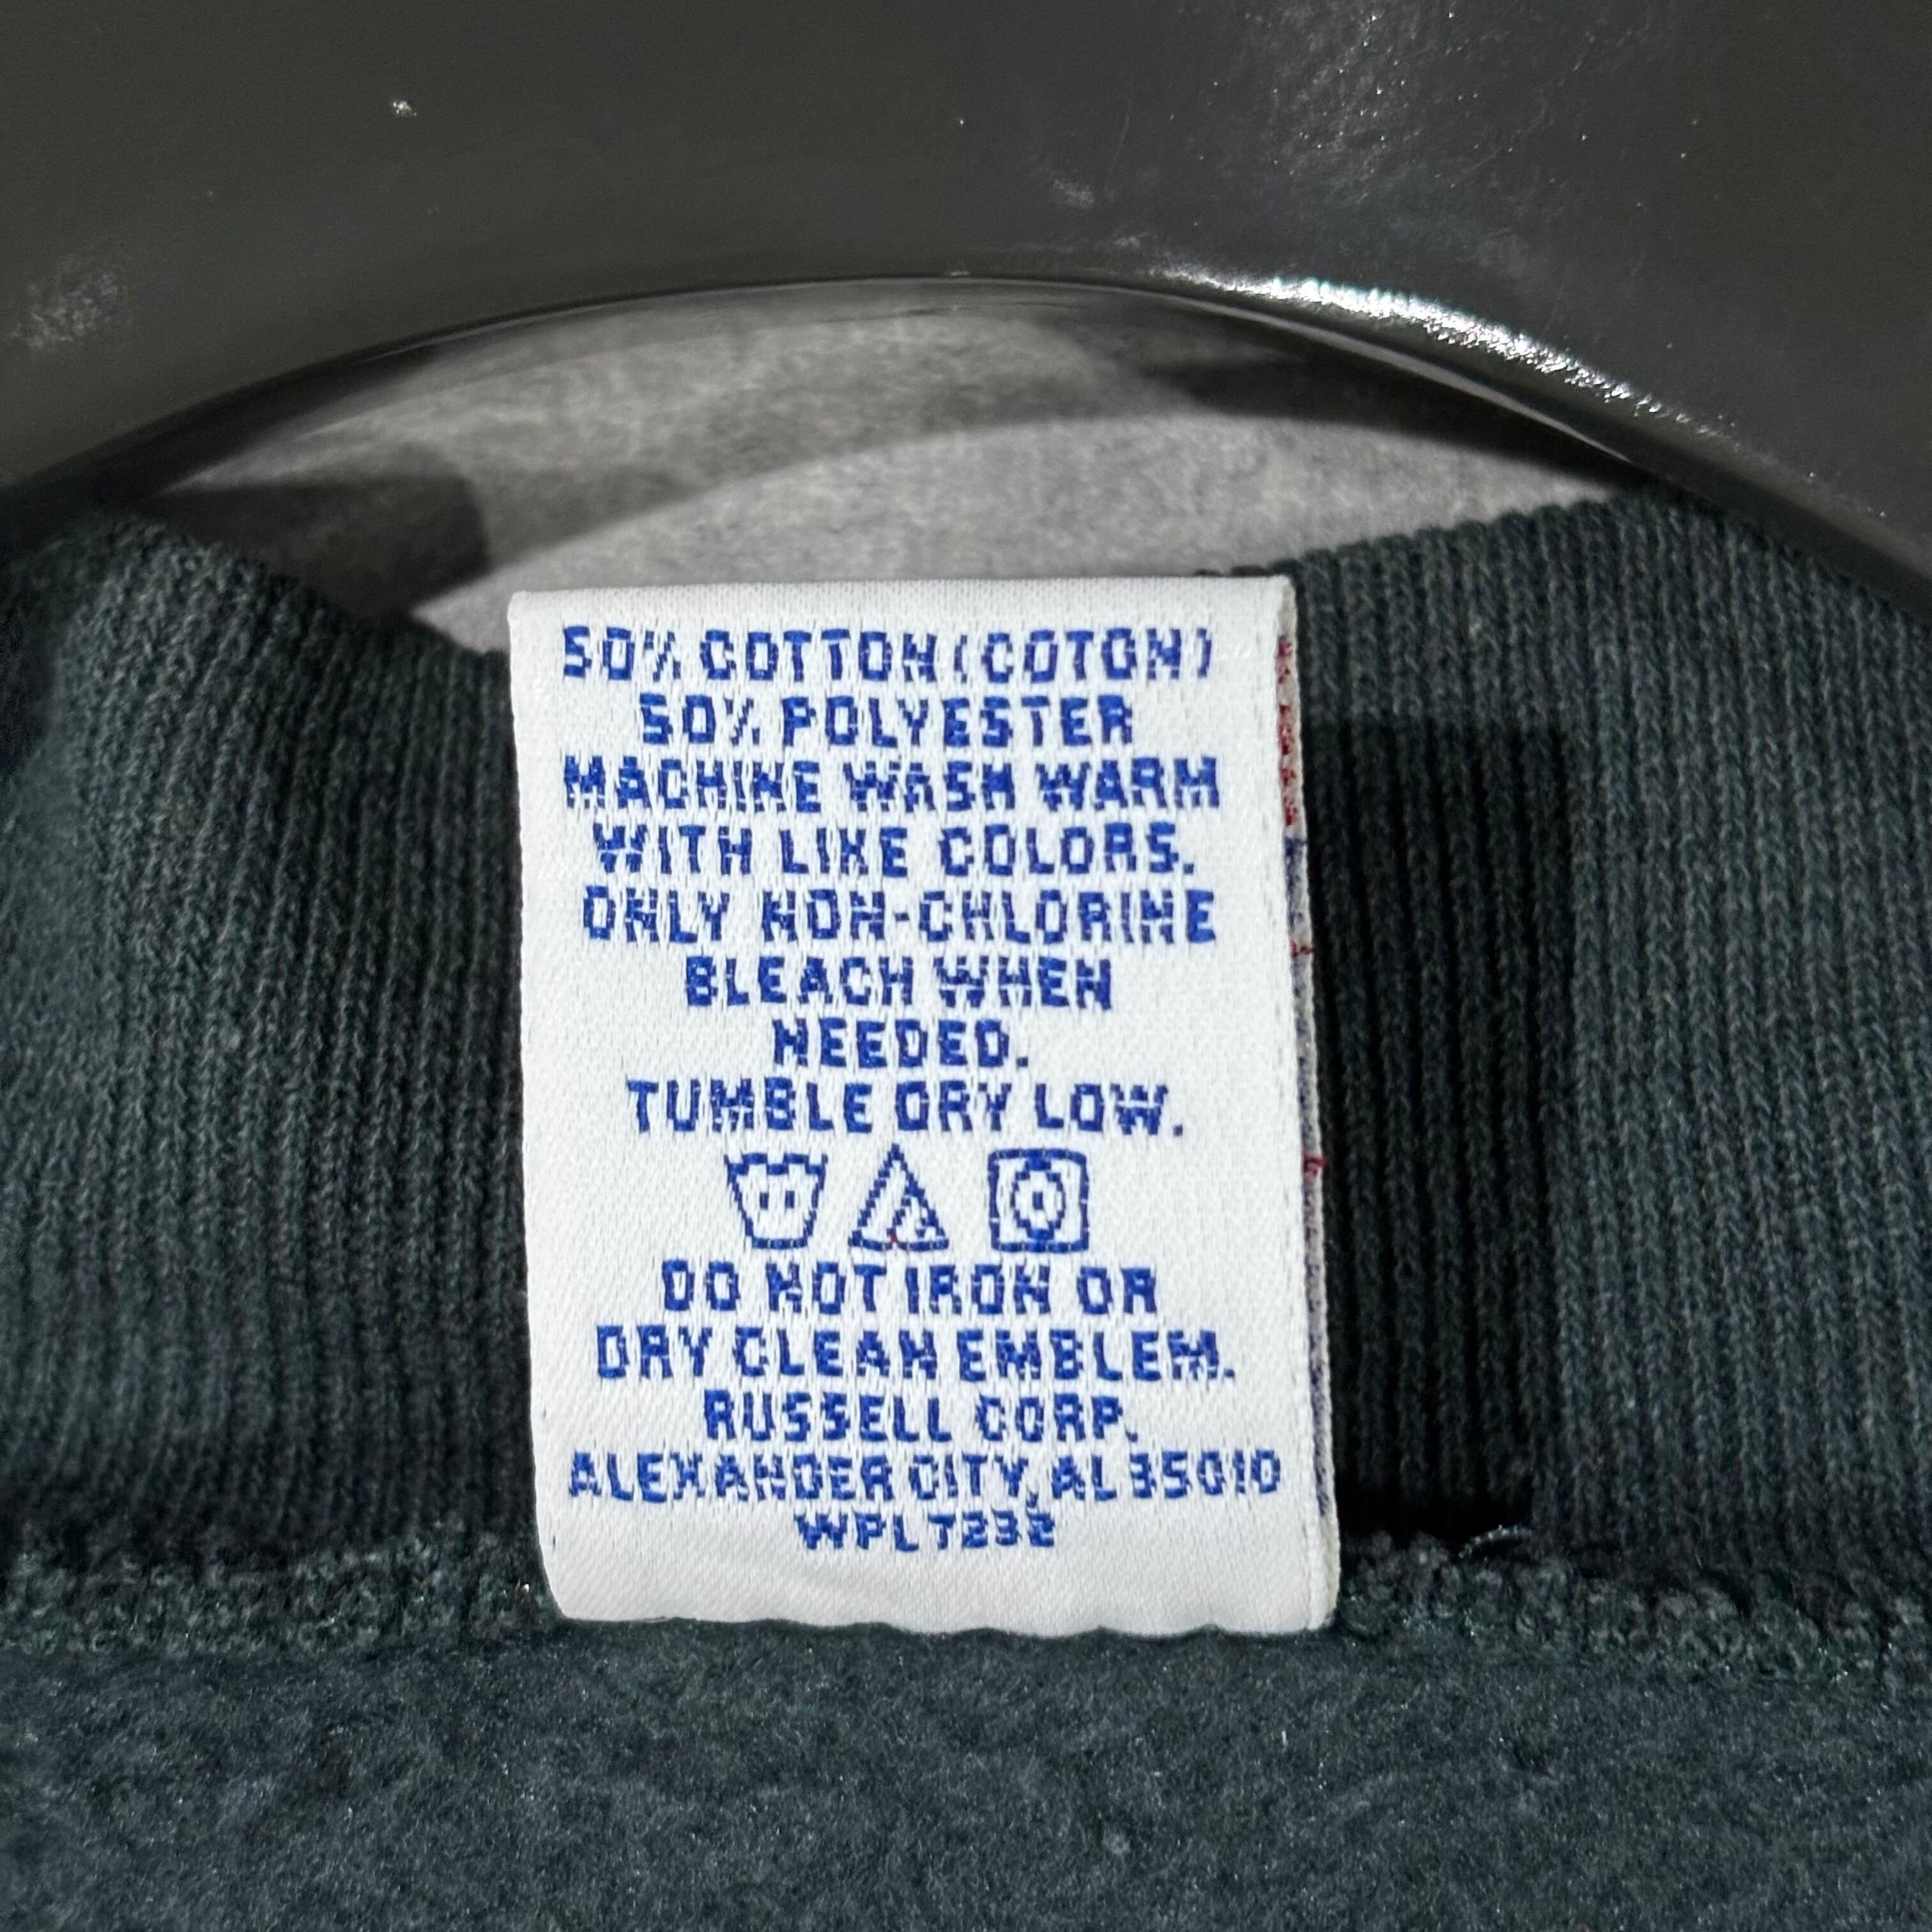 50% COTTON (COTON)
50% POLYESTER
MACHINE WASH WARM
WITH LIKE COLORS.
ONLY NON-CHLORINE
BLEACH WHEN
NEEDED.
TUMBLE DRY LOW.
DO NOT IRON OR
DRY CLEAN EMBLEM.
RUSSELL CORP.
ALEXANDER CITY, AL 35010
WPL 7232